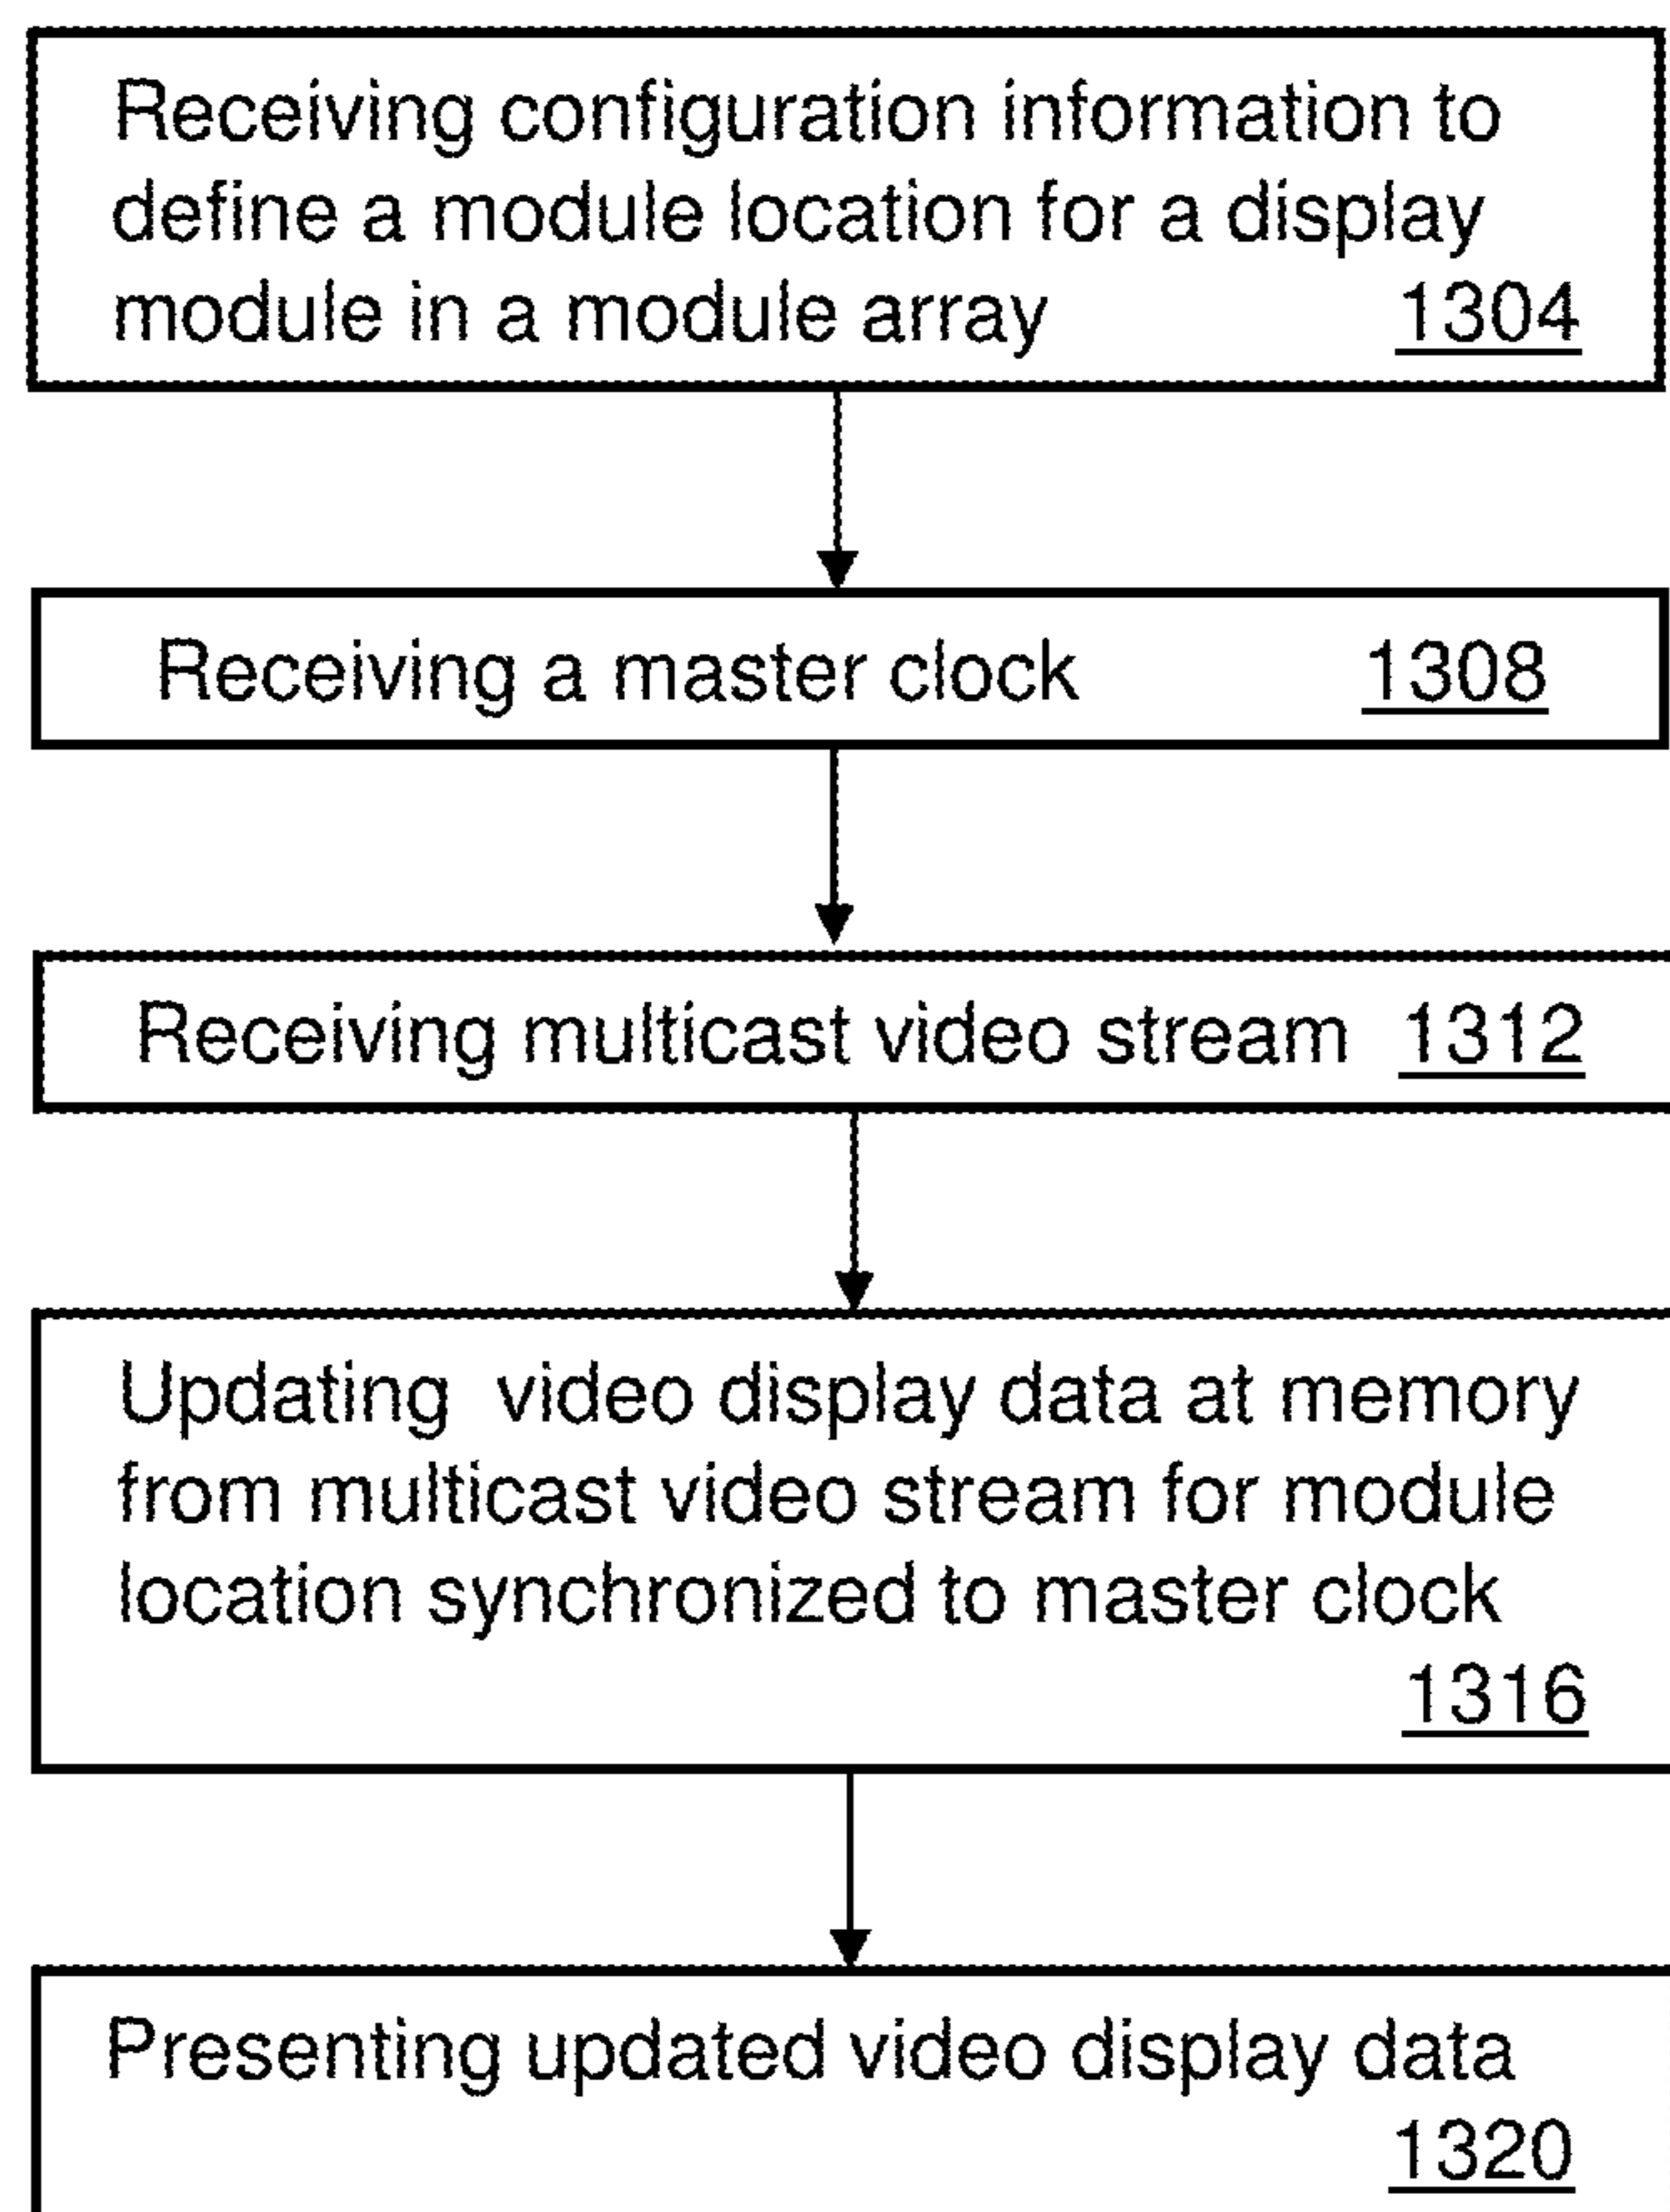 Receiving configuration information to
define a module location for a display
module in a module array 1304
Receiving a master clock 1308
Receiving multicast video stream 1312
Updating video display data at memory
from multicast video stream for module
location synchronized to master clock
1316
Presenting updated video display data
1320